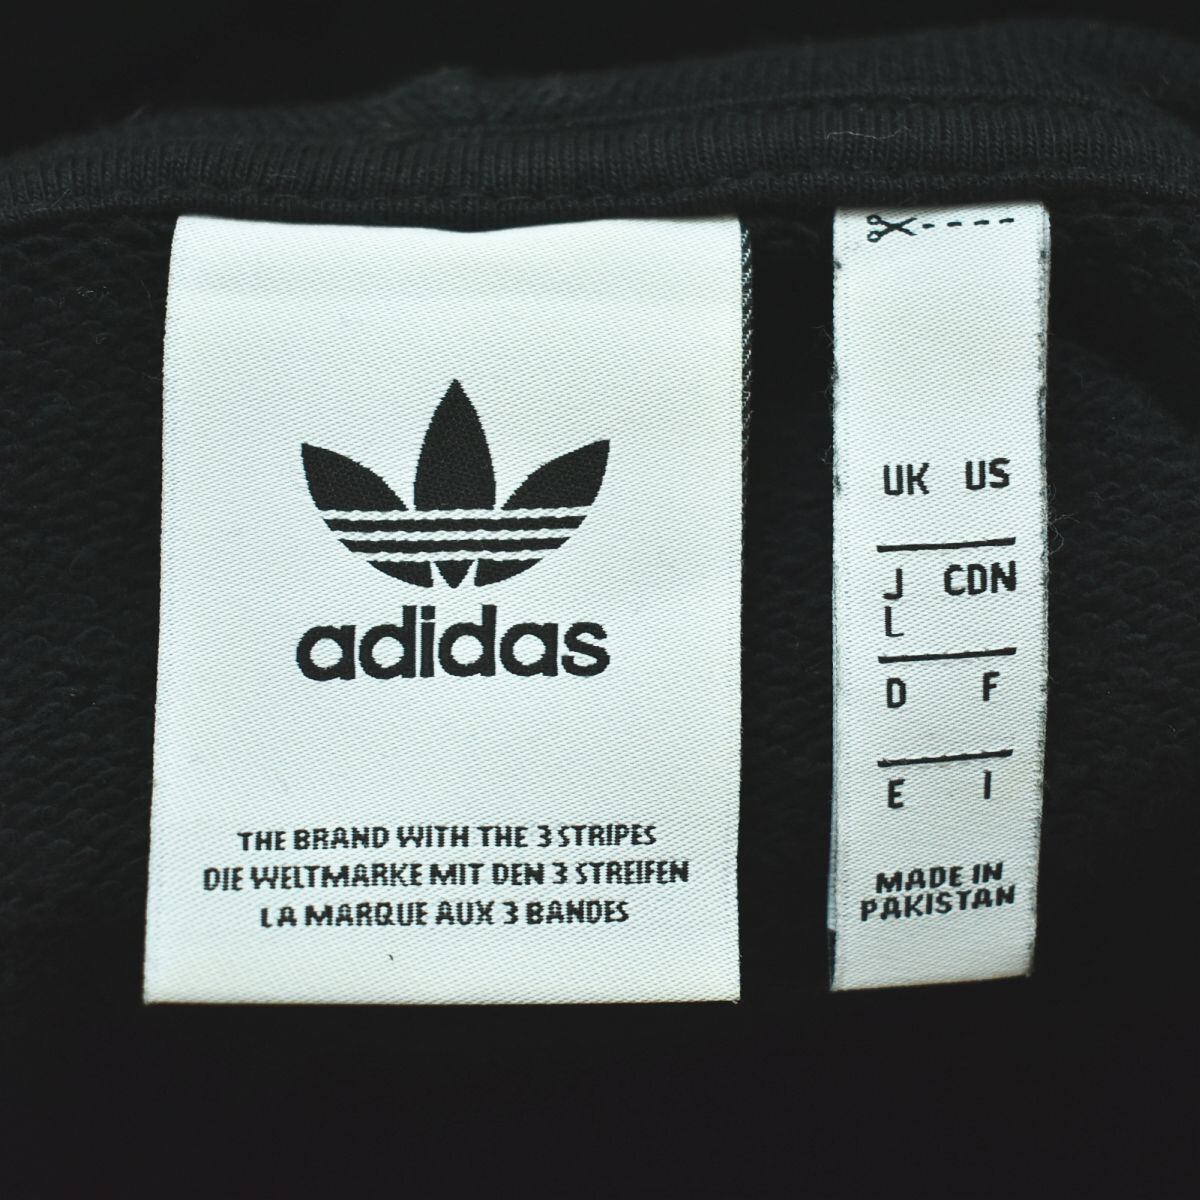 adidas
THE BRAND WITH THE 3 STRIPES
DIE WELTMARKE MIT DEN 3 STREIFEN
LA MARQUE AUX 3 BANDES
UK US
J CDN
L
D F
E I
MADE IN
PAKISTAN